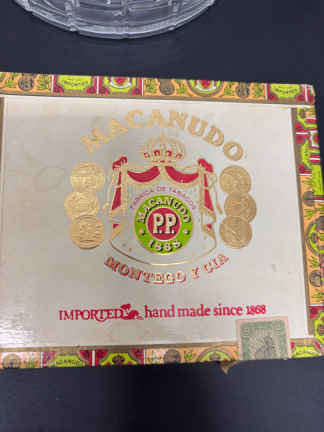 MACANUDO
FABRICA DE TABACOS
MACANUDO
P.P.
1868
MONTEGO Y CIA
IMPORTED, hand made since 1868